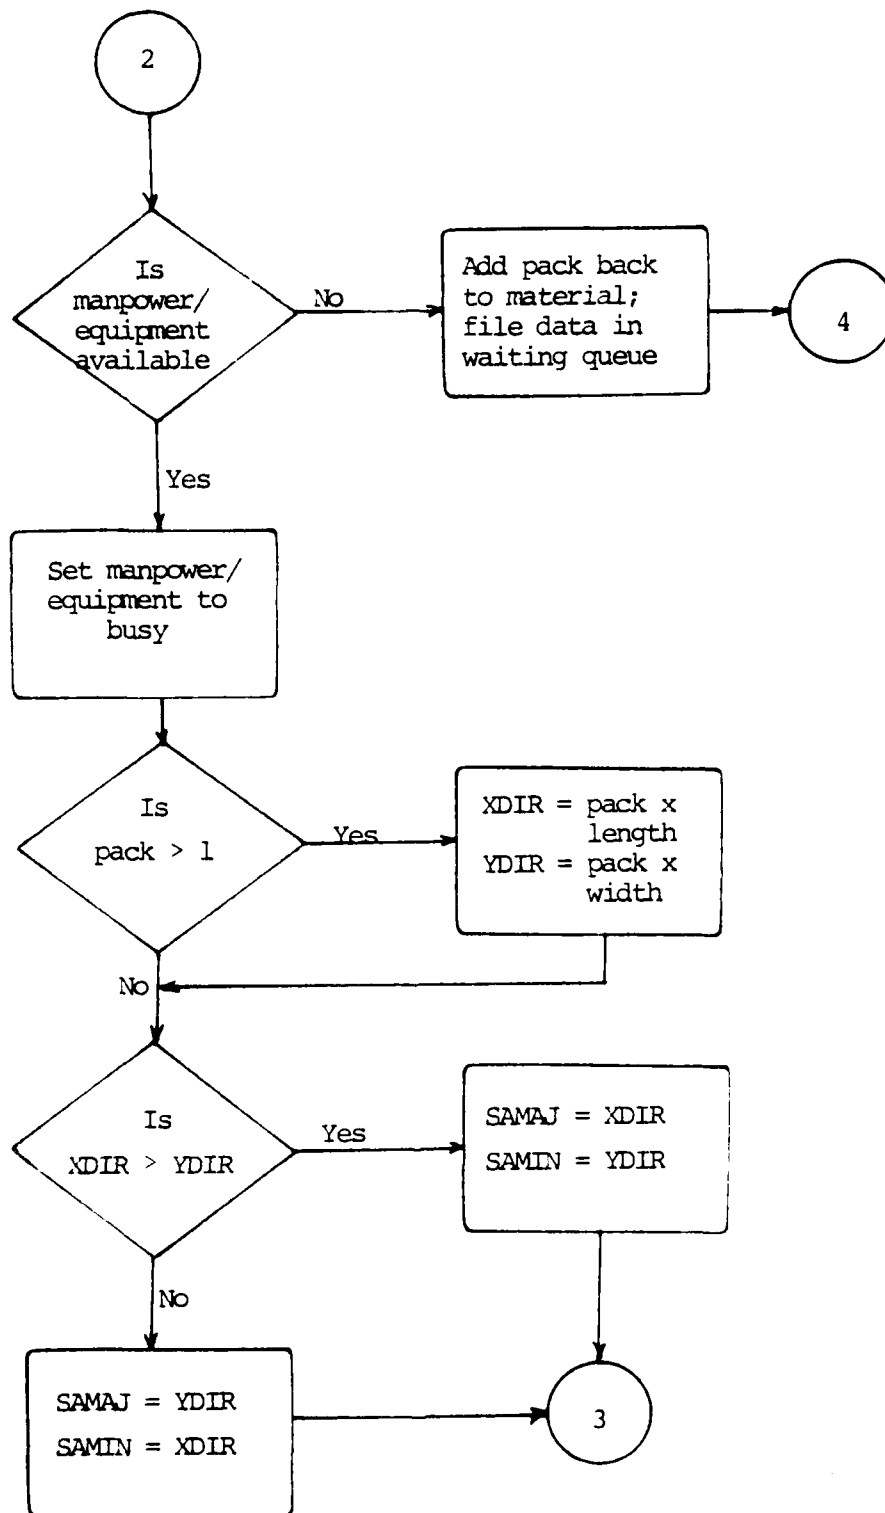 2
Is
manpower/
equipment
available
No
Add pack back
to material;
file data in
waiting queue
4
Yes
Set manpower/
equipment to
busy
Is
pack > 1
Yes
XDIR = pack x
length
YDIR = pack x
width
No
Is
XDIR > YDIR
Yes
SAMAJ = XDIR
SAMIN = YDIR
No
SAMAJ = YDIR
SAMIN = XDIR
3